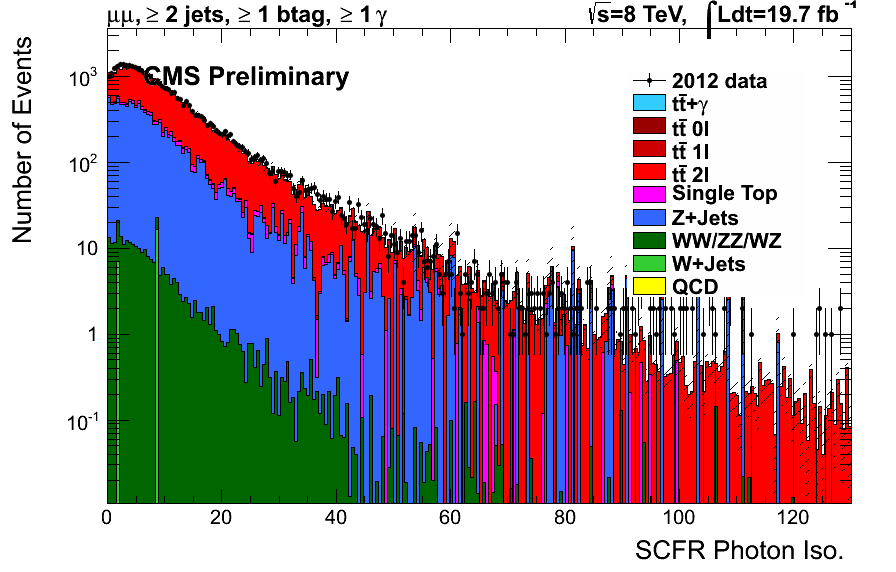 μμ, ≥ 2 jets, ≥ 1 btag, ≥ 1 γ
√s=8 TeV, ∫Ldt=19.7 fb⁻¹
CMS Preliminary
Number of Events
10³
10²
10
1
10⁻¹
2012 data
tt̄+γ
tt̄ 0l
tt̄ 1l
tt̄ 2l
Single Top
Z+Jets
WW/ZZ/WZ
W+Jets
QCD
0 20 40 60 80 100 120
SCFR Photon Iso.